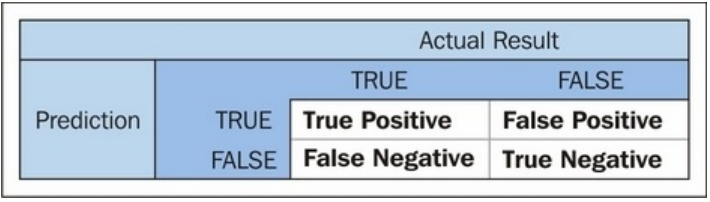 Actual Result
TRUE FALSE
Prediction TRUE True Positive False Positive
FALSE False Negative True Negative